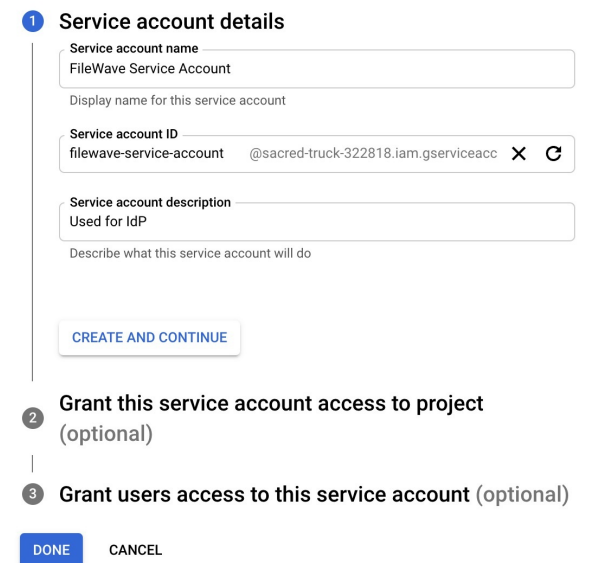 1 Service account details
Service account name
FileWave Service Account
Display name for this service account
Service account ID
filewave-service-account @sacred-truck-322818.iam.gserviceacc
Service account description
Used for IdP
Describe what this service account will do
CREATE AND CONTINUE
2 Grant this service account access to project
(optional)
3 Grant users access to this service account (optional)
DONE CANCEL